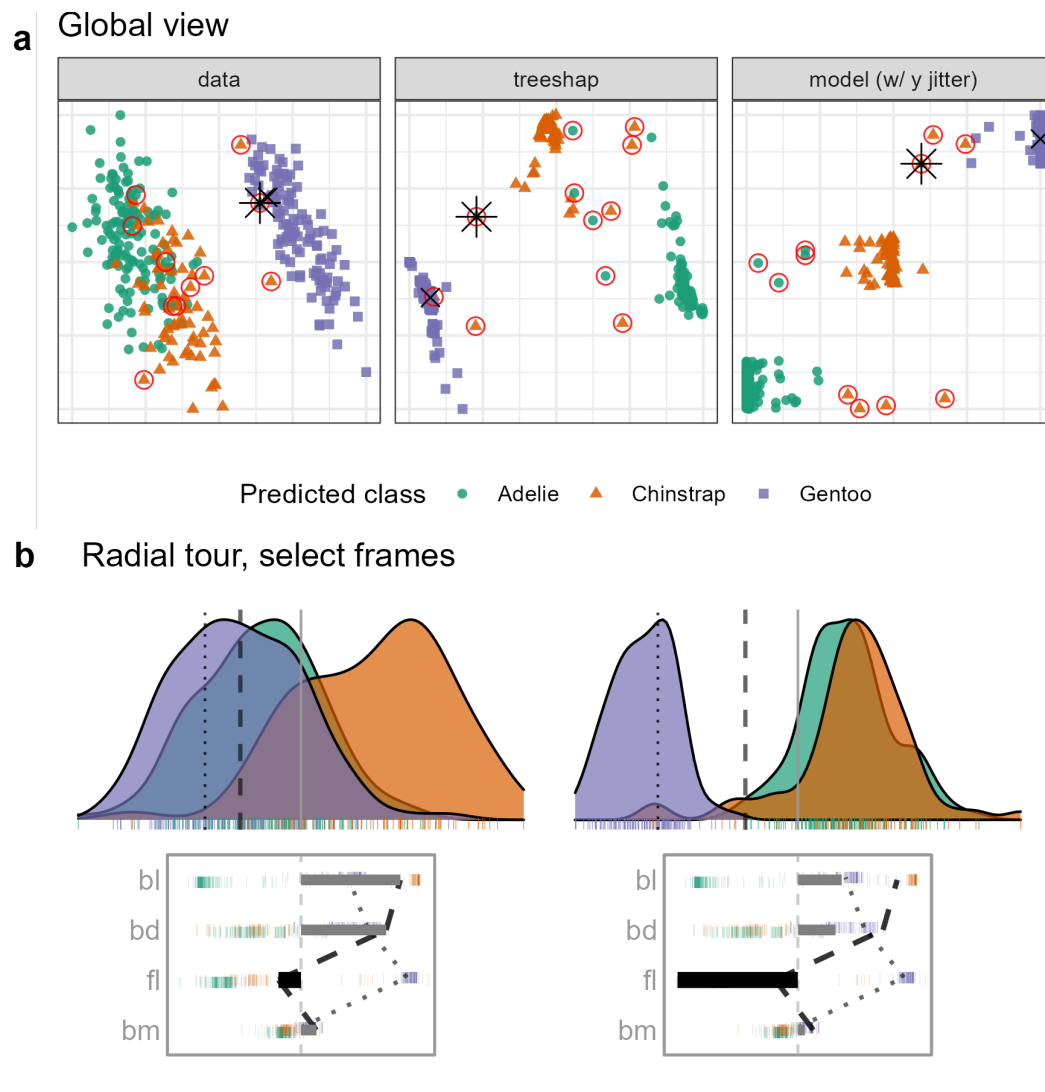 a Global view
data treeshap model (w/ y jitter)
Predicted class Adelie Chinstrap Gentoo
b Radial tour, select frames
bl bl
bd bd
fl fl
bm bm